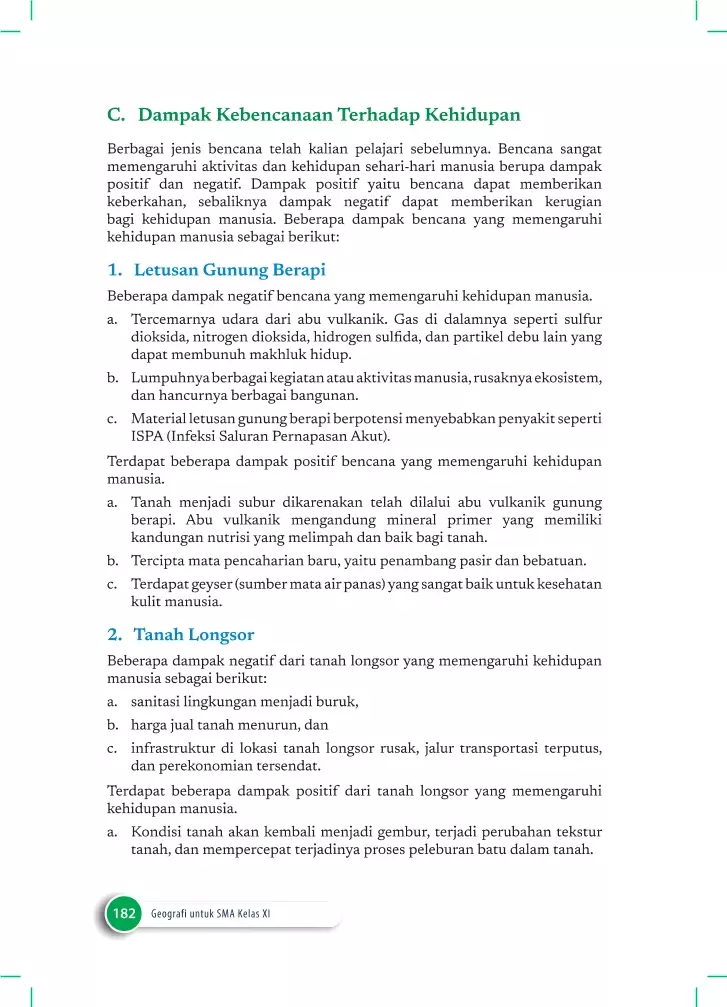 C. Dampak Kebencanaan Terhadap Kehidupan
Berbagai jenis bencana telah kalian pelajari sebelumnya. Bencana sangat
memengaruhi aktivitas dan kehidupan sehari-hari manusia berupa dampak
positif dan negatif. Dampak positif yaitu bencana dapat memberikan
keberkahan, sebaliknya dampak negatif dapat memberikan kerugian
bagi kehidupan manusia. Beberapa dampak bencana yang memengaruhi
kehidupan manusia sebagai berikut:
1. Letusan Gunung Berapi
Beberapa dampak negatif bencana yang memengaruhi kehidupan manusia.
a. Tercemarnya udara dari abu vulkanik. Gas di dalamnya seperti sulfur
dioksida, nitrogen dioksida, hidrogen sulfida, dan partikel debu lain yang
dapat membunuh makhluk hidup.
b. Lumpuhnya berbagai kegiatan atau aktivitas manusia, rusaknya ekosistem,
dan hancurnya berbagai bangunan.
c. Material letusan gunung berapi berpotensi menyebabkan penyakit seperti
ISPA (Infeksi Saluran Pernapasan Akut).
Terdapat beberapa dampak positif bencana yang memengaruhi kehidupan
manusia.
a. Tanah menjadi subur dikarenakan telah dilalui abu vulkanik gunung
berapi. Abu vulkanik mengandung mineral primer yang memiliki
kandungan nutrisi yang melimpah dan baik bagi tanah.
b. Tercipta mata pencaharian baru, yaitu penambang pasir dan bebatuan.
c. Terdapat geyser (sumber mata air panas) yang sangat baik untuk kesehatan
kulit manusia.
2. Tanah Longsor
Beberapa dampak negatif dari tanah longsor yang memengaruhi kehidupan
manusia sebagai berikut:
a. sanitasi lingkungan menjadi buruk,
b. harga jual tanah menurun, dan
c. infrastruktur di lokasi tanah longsor rusak, jalur transportasi terputus,
dan perekonomian tersendat.
Terdapat beberapa dampak positif dari tanah longsor yang memengaruhi
kehidupan manusia.
a. Kondisi tanah akan kembali menjadi gembur, terjadi perubahan tekstur
tanah, dan mempercepat terjadinya proses peleburan batu dalam tanah.
182 Geografi untuk SMA Kelas XI